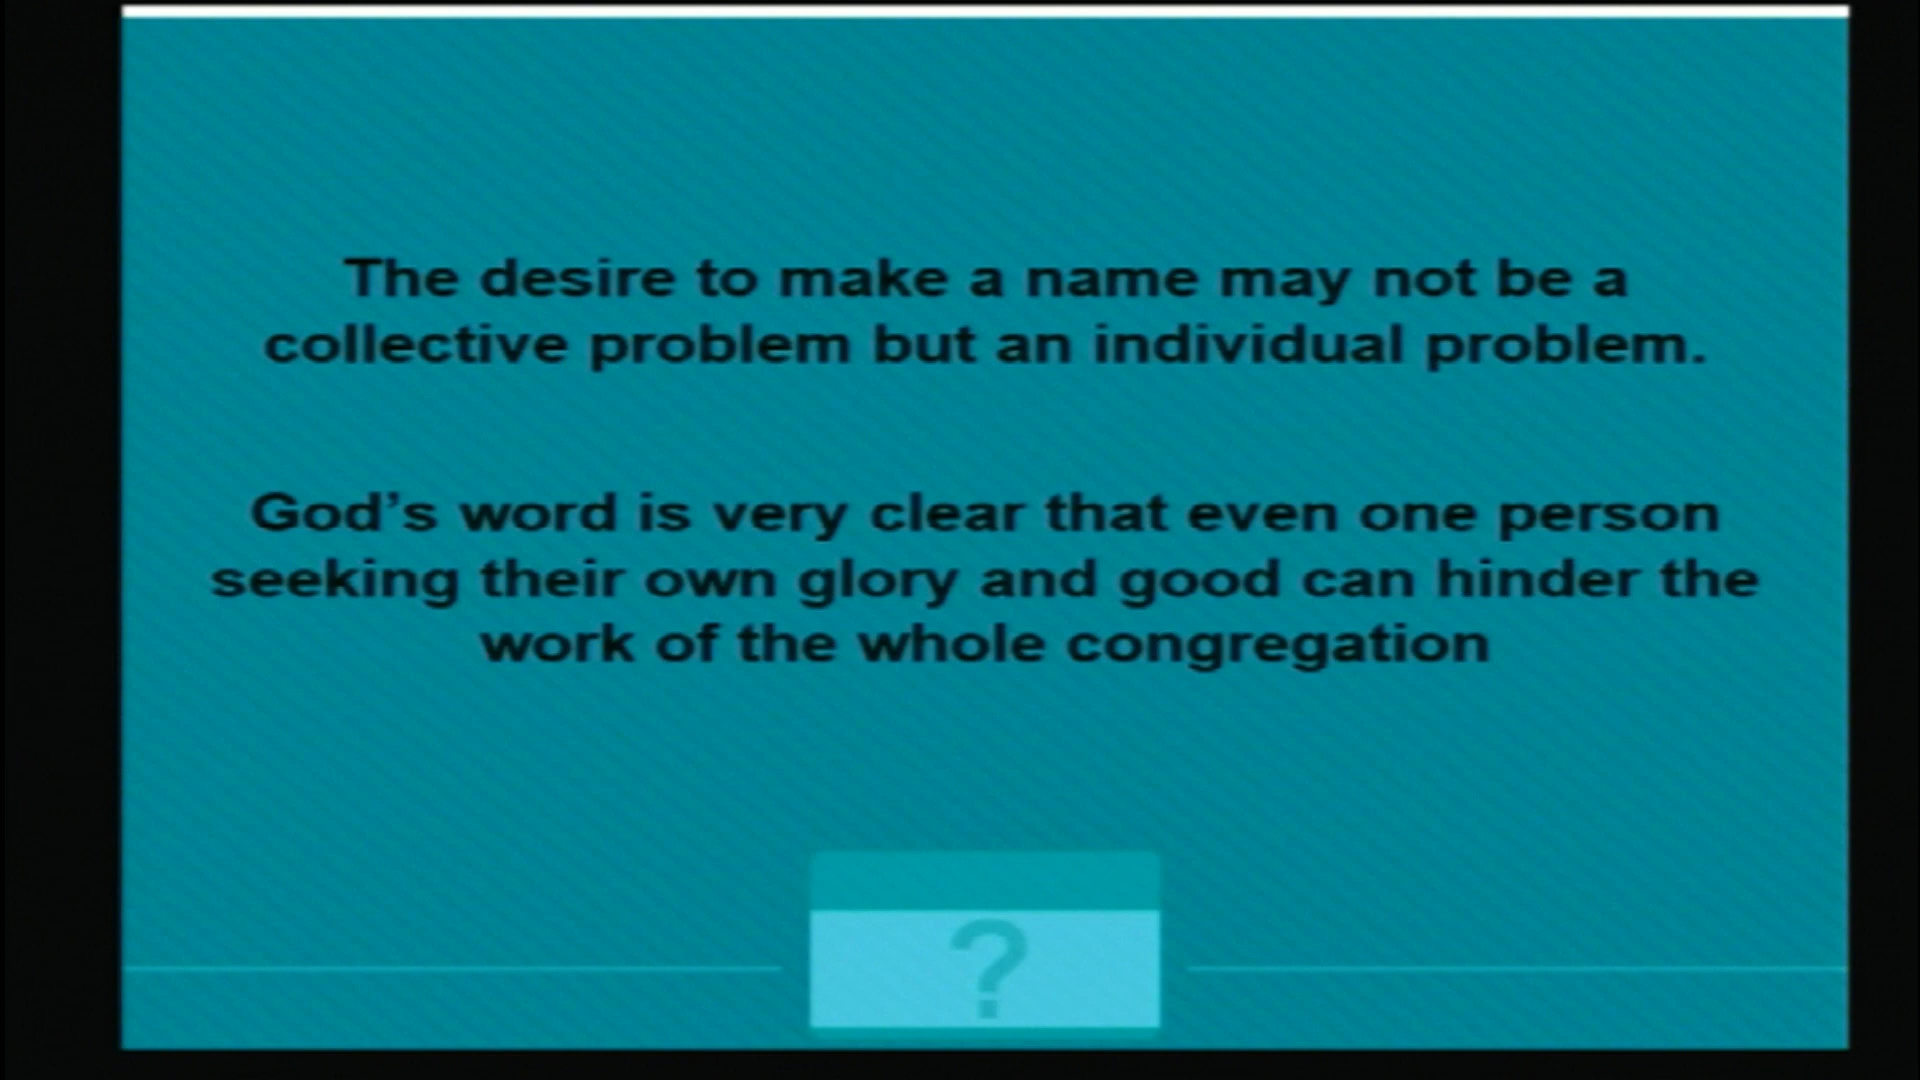 The desire to make a name may not be a
collective problem but an individual problem.
God’s word is very clear that even one person
seeking their own glory and good can hinder the
work of the whole congregation
?